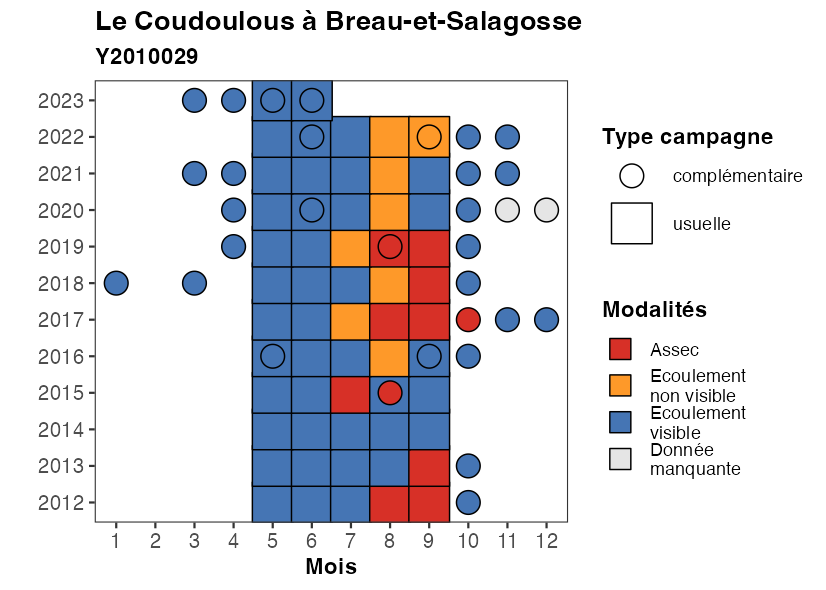 Le Coudoulous à Breau-et-Salagosse
Y2010029
2023
2022
2021
2020
2019
2018
2017
2016
2015
2014
2013
2012
1 2 3 4 5 6 7 8 9 10 11 12
Mois
Type campagne
complémentaire
usuelle
Modalités
Assec
Ecoulement
non visible
Ecoulement
visible
Donnée
manquante